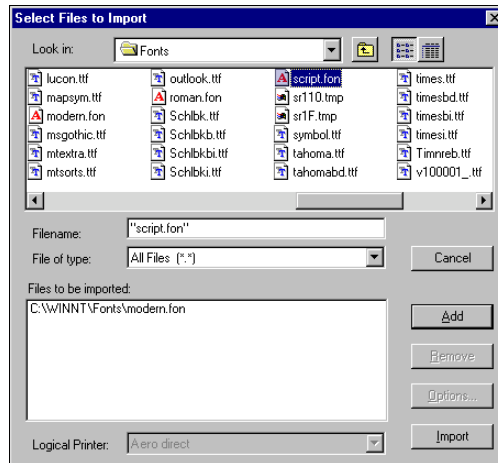 Select Files to Import
Look in: Fonts
lucon.ttf outlook.ttf script.fon times.ttf
mapsym.ttf roman.fon sr110.tmp timesbd.ttf
modern.fon Schlbk.ttf sr1F.tmp timesbi.ttf
msgothic.ttf Schlbkb.ttf symbol.ttf timesi.ttf
mtextra.ttf Schlbkbi.ttf tahoma.ttf Timnreb.ttf
mtsorts.ttf Schlbki.ttf tahomabd.ttf v100001_.ttf
Filename: "script.fon"
File of type: All Files (*.*)
Cancel
Files to be imported:
C:\WINNT\Fonts\modern.fon
Add
Remove
Options...
Import
Logical Printer: Aero direct